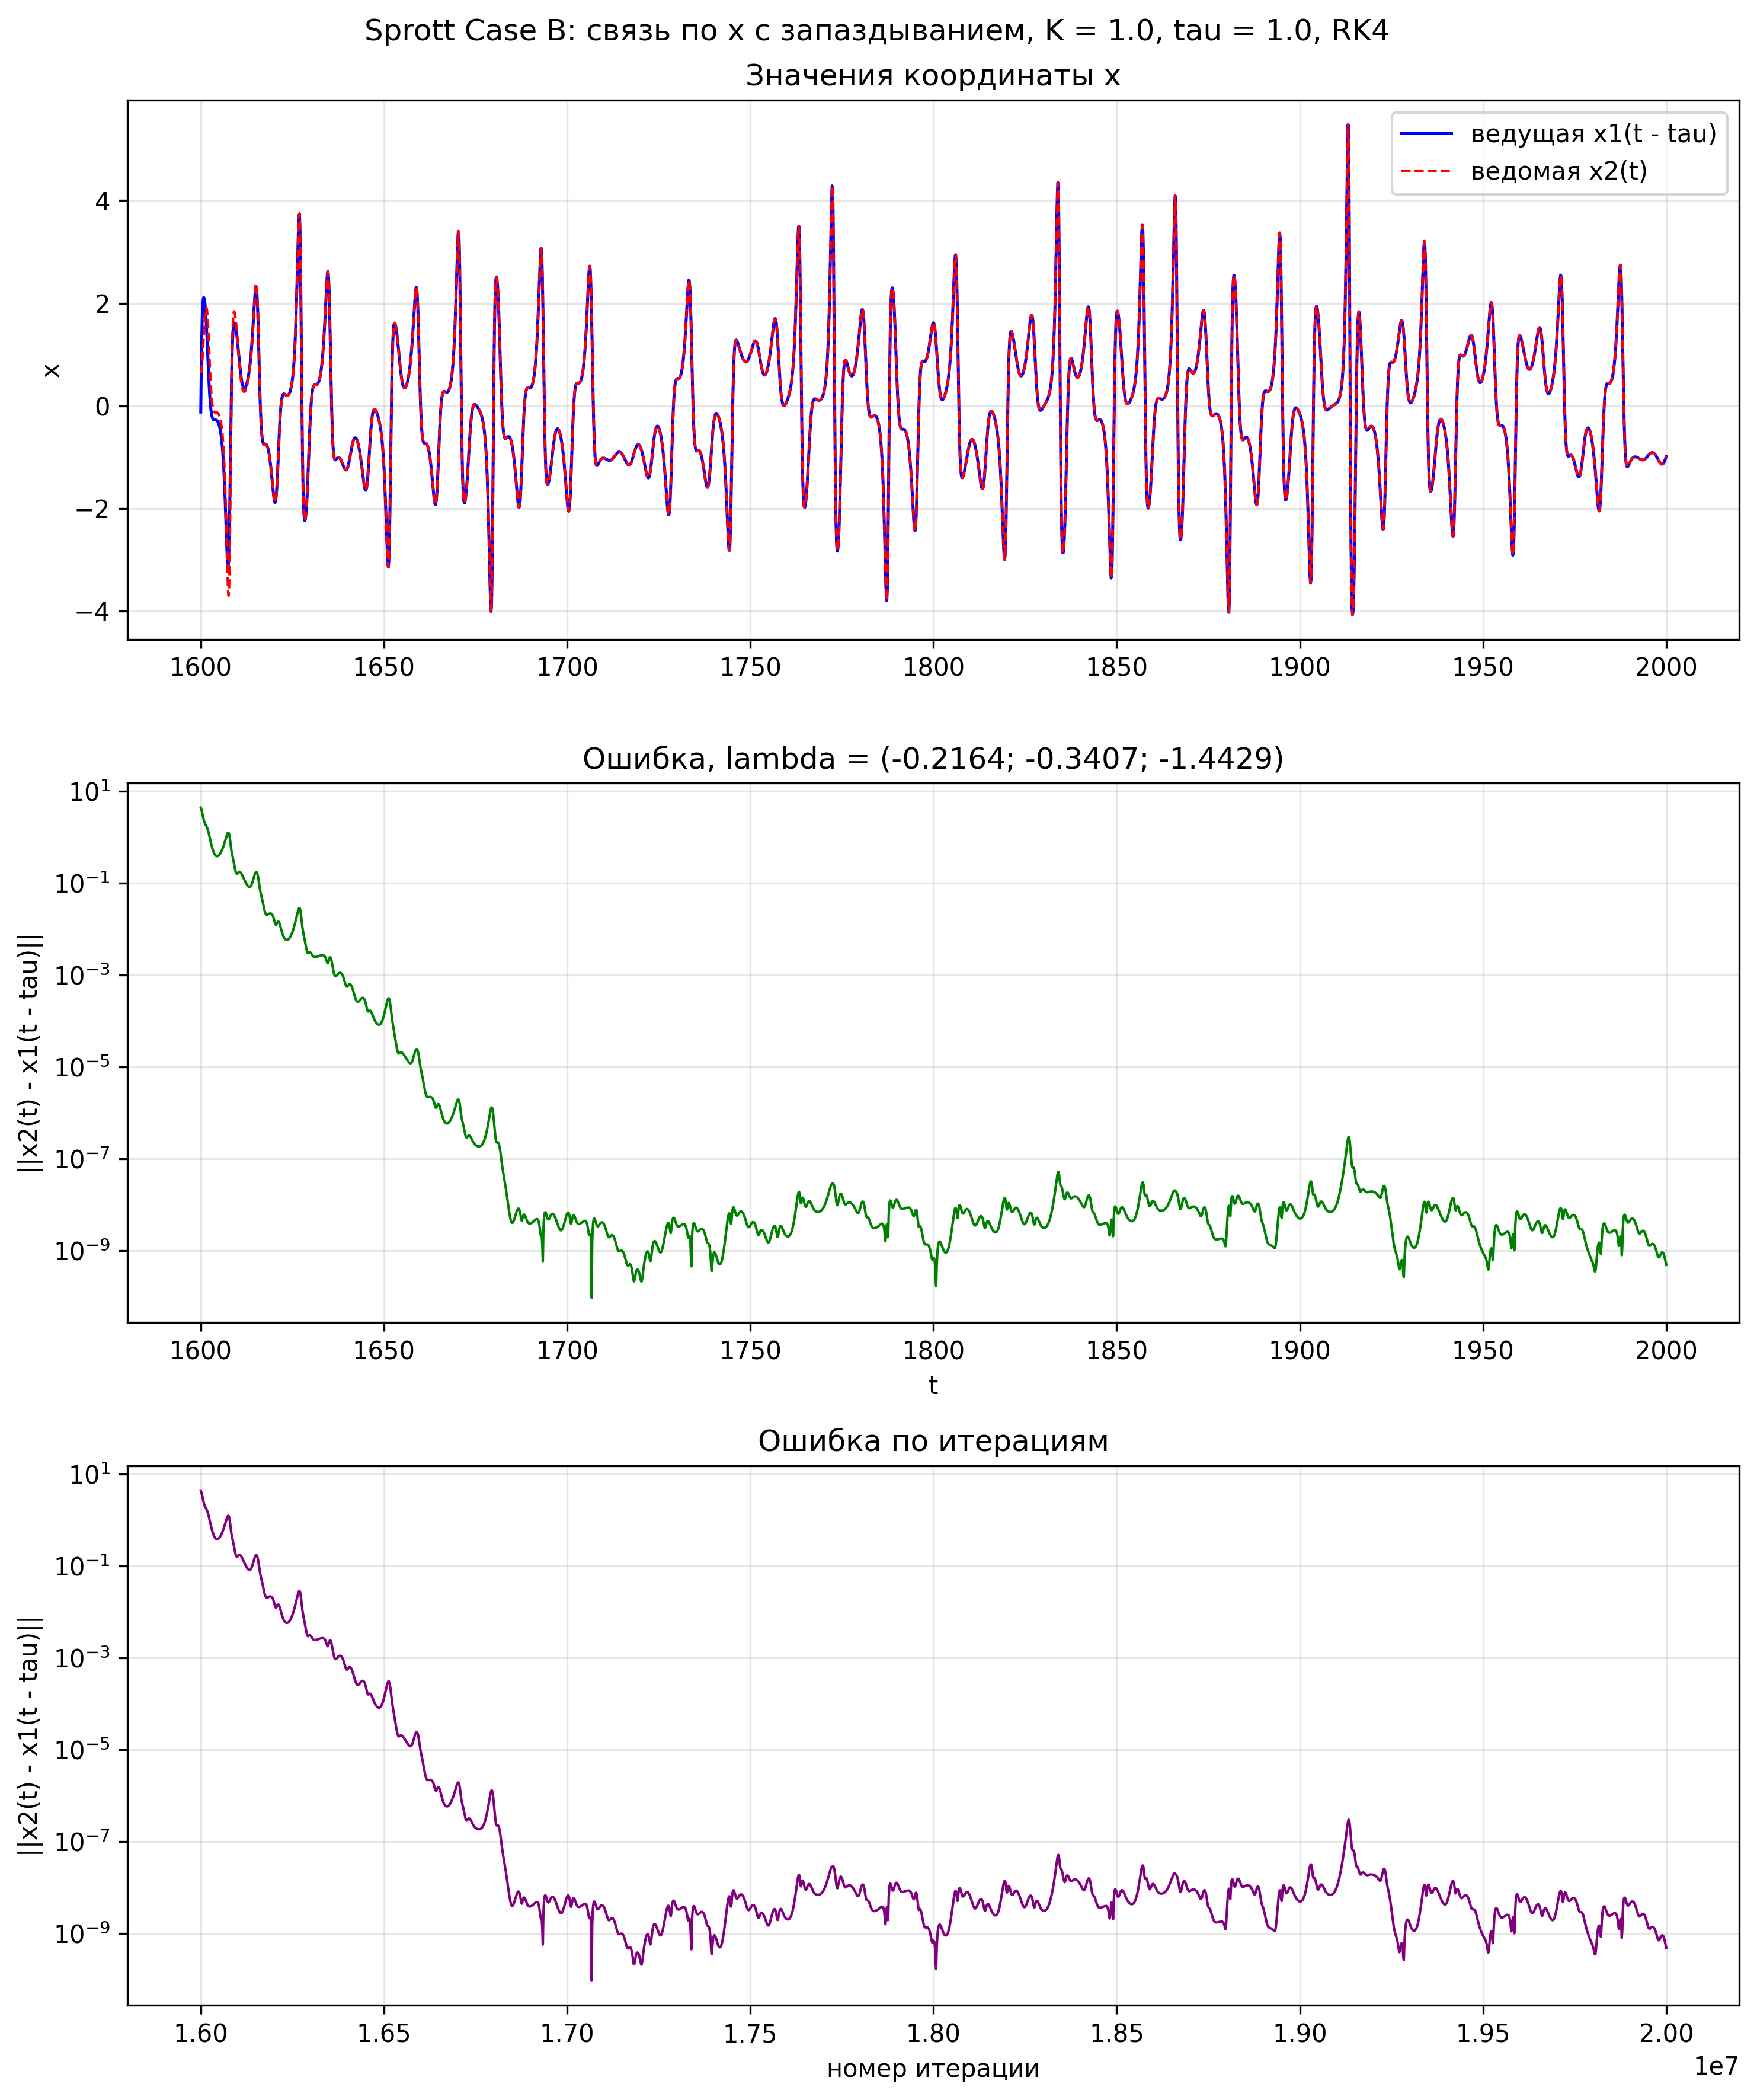 Sprott Case B: связь по x с запаздыванием, K = 1.0, tau = 1.0, RK4
Значения координаты x
ведущая x1(t - tau)
ведомая x2(t)
x
4
2
0
−2
−4
1600 1650 1700 1750 1800 1850 1900 1950 2000
Ошибка, lambda = (-0.2164; -0.3407; -1.4429)
||x2(t) - x1(t - tau)||
10¹
10⁻¹
10⁻³
10⁻⁵
10⁻⁷
10⁻⁹
1600 1650 1700 1750 1800 1850 1900 1950 2000
t
Ошибка по итерациям
||x2(t) - x1(t - tau)||
10¹
10⁻¹
10⁻³
10⁻⁵
10⁻⁷
10⁻⁹
1.60 1.65 1.70 1.75 1.80 1.85 1.90 1.95 2.00
номер итерации
1e7